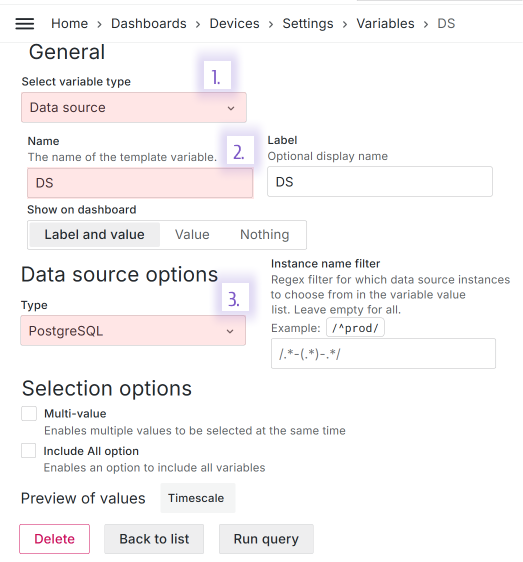 Home > Dashboards > Devices > Settings > Variables > DS
General
1.
Select variable type
Data source
Name
The name of the template variable.
2.
Label
Optional display name
DS
DS
Show on dashboard
Label and value Value Nothing
Data source options
3.
Instance name filter
Regex filter for which data source instances
to choose from in the variable value
list. Leave empty for all.
Example: /^prod/
/.*-(.*)-.*/
Type
PostgreSQL
Selection options
Multi-value
Enables multiple values to be selected at the same time
Include All option
Enables an option to include all variables
Preview of values Timescale
Delete Back to list Run query